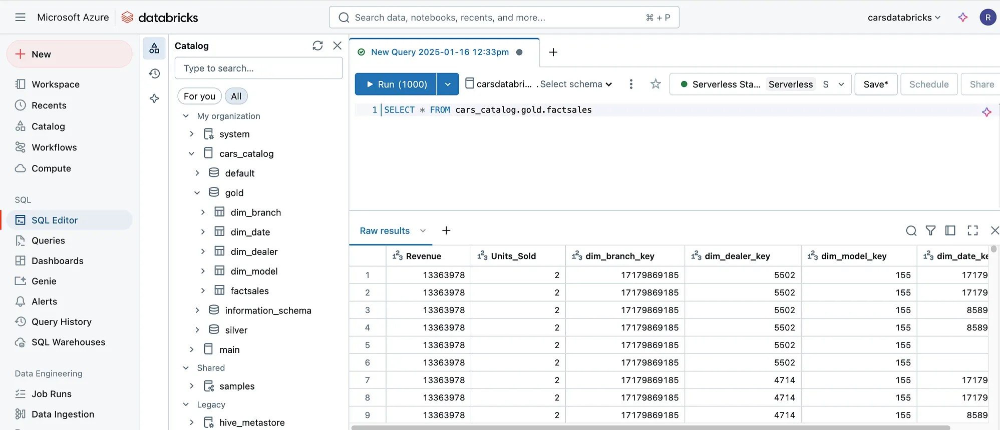 Microsoft Azure
databricks
Search data, notebooks, recents, and more...
⌘ + P
carsdatabricks
R
New
Workspace
Recents
Catalog
Workflows
Compute
SQL
SQL Editor
Queries
Dashboards
Genie
Alerts
Query History
SQL Warehouses
Data Engineering
Job Runs
Data Ingestion
Catalog
Type to search...
For you
All
My organization
system
cars_catalog
default
gold
dim_branch
dim_date
dim_dealer
dim_model
factsales
information_schema
silver
main
Shared
samples
Legacy
hive_metastore
New Query 2025-01-16 12:33pm
Run (1000)
carsdatabri... . Select schema
Serverless Sta... Serverless S
Save*
Schedule
Share
1 SELECT * FROM cars_catalog.gold.factsales
Raw results
123 Revenue 123 Units_Sold 123 dim_branch_key 123 dim_dealer_key 123 dim_model_key 123 dim_date_ke
1 13363978 2 17179869185 5502 155 17179
2 13363978 2 17179869185 5502 155 17179
3 13363978 2 17179869185 5502 155 8589
4 13363978 2 17179869185 5502 155 8589
5 13363978 2 17179869185 5502 155
6 13363978 2 17179869185 5502 155
7 13363978 2 17179869185 4714 155 17179
8 13363978 2 17179869185 4714 155 17179
9 13363978 2 17179869185 4714 155 8589